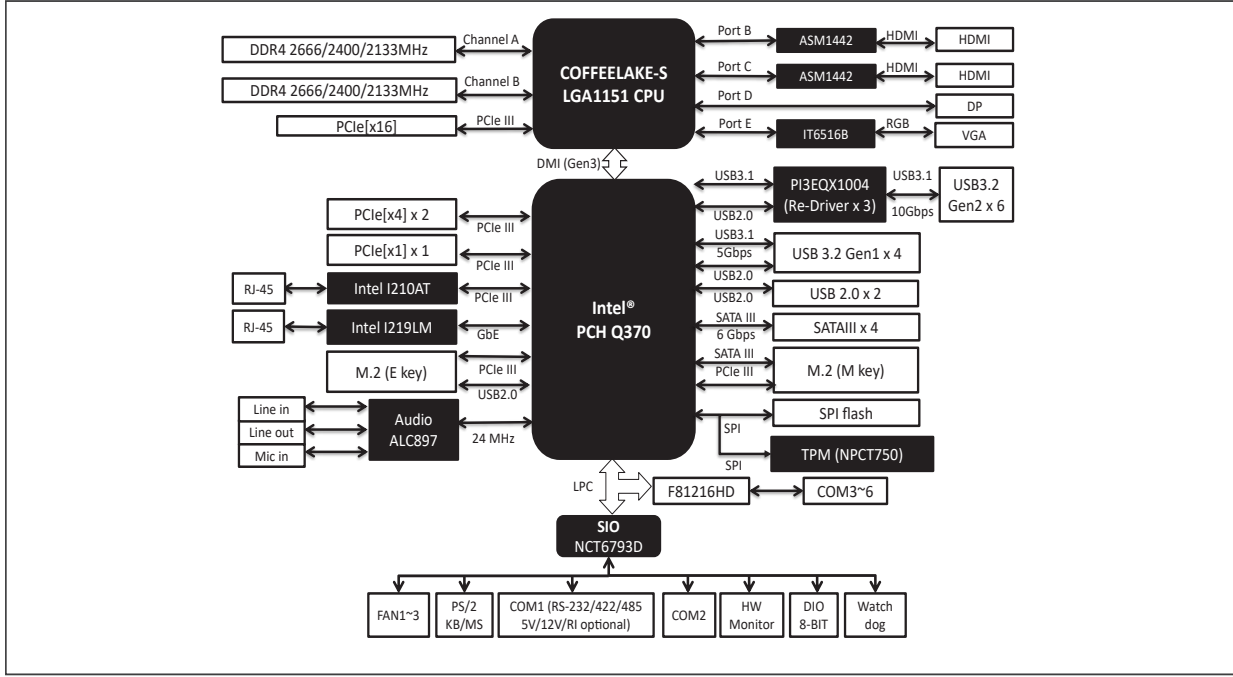 DDR4 2666/2400/2133MHz
Channel A
DDR4 2666/2400/2133MHz
Channel B
PCIe[x16]
PCIe III
COFFEELAKE-S
LGA1151 CPU
Port B
ASM1442
HDMI
HDMI
Port C
ASM1442
HDMI
HDMI
Port D
DP
Port E
IT6516B
RGB
VGA
DMI (Gen3)
PCIe[x4] x 2
PCIe III
PCIe[x1] x 1
PCIe III
RJ-45
Intel I210AT
PCIe III
RJ-45
Intel I219LM
GbE
M.2 (E key)
PCIe III
USB2.0
Line in
Line out
Mic in
Audio
ALC897
24 MHz
Intel®
PCH Q370
USB3.1
USB2.0
PI3EQX1004
(Re-Driver x 3)
USB3.1
10Gbps
USB3.2
Gen2 x 6
USB3.1
5Gbps
USB2.0
USB 3.2 Gen1 x 4
USB2.0
USB 2.0 x 2
SATA III
6 Gbps
SATAIII x 4
SATA III
PCIe III
M.2 (M key)
SPI flash
SPI
TPM (NPCT750)
SPI
LPC
F81216HD
COM3~6
SIO
NCT6793D
FAN1~3
PS/2
KB/MS
COM1 (RS-232/422/485
5V/12V/RI optional)
COM2
HW
Monitor
DIO
8-BIT
Watch
dog